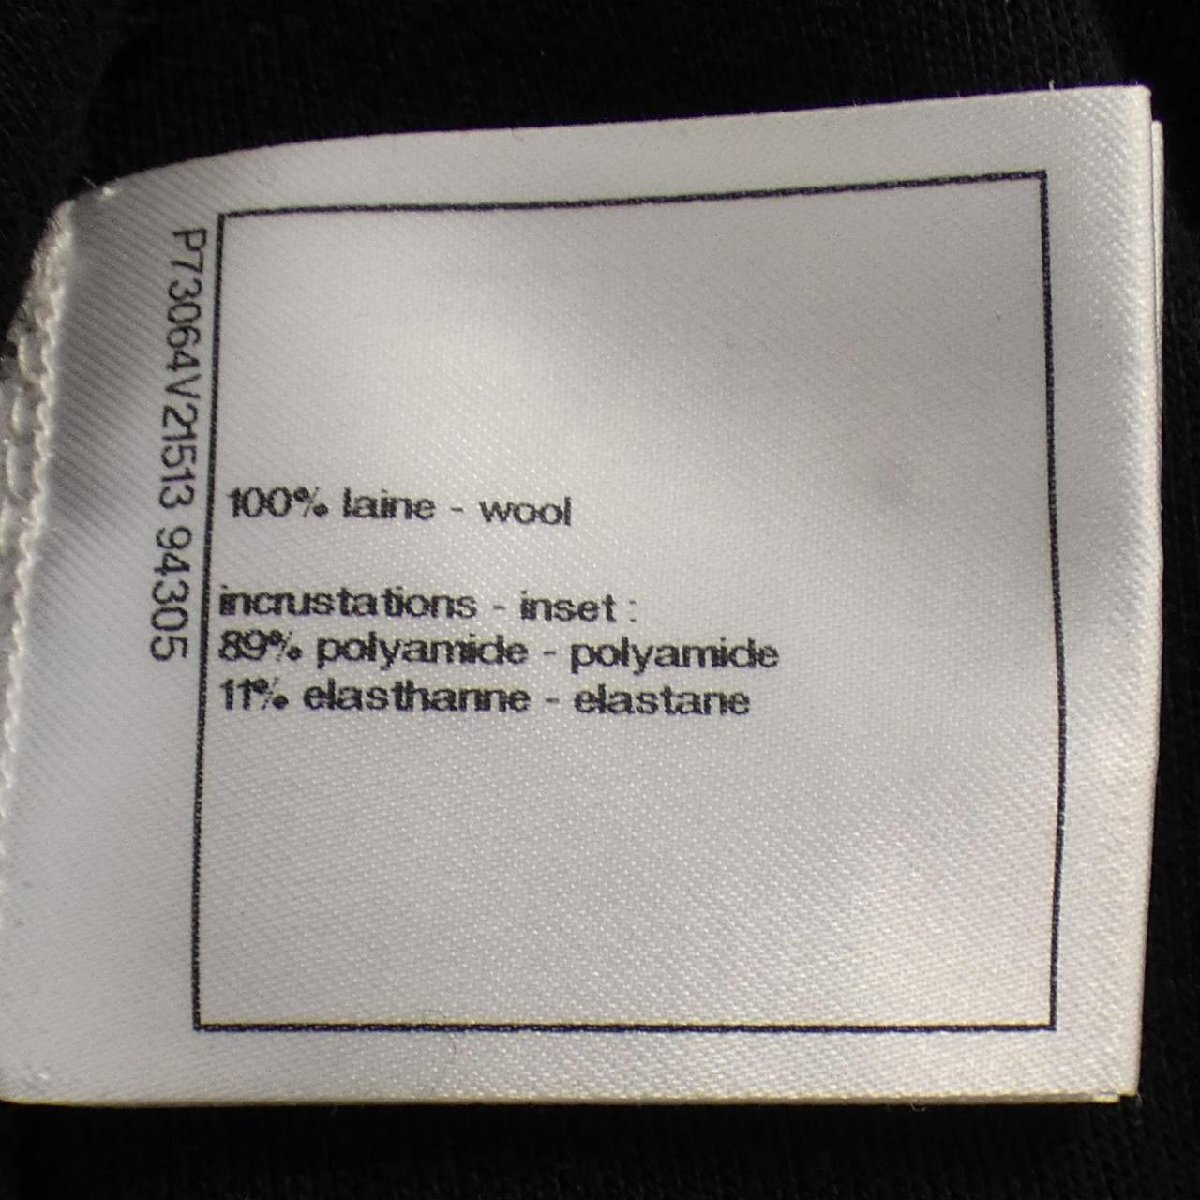 P73064V21513 94305
100% laine - wool
incrustations - inset :
89% polyamide - polyamide
11% elasthanne - elastane